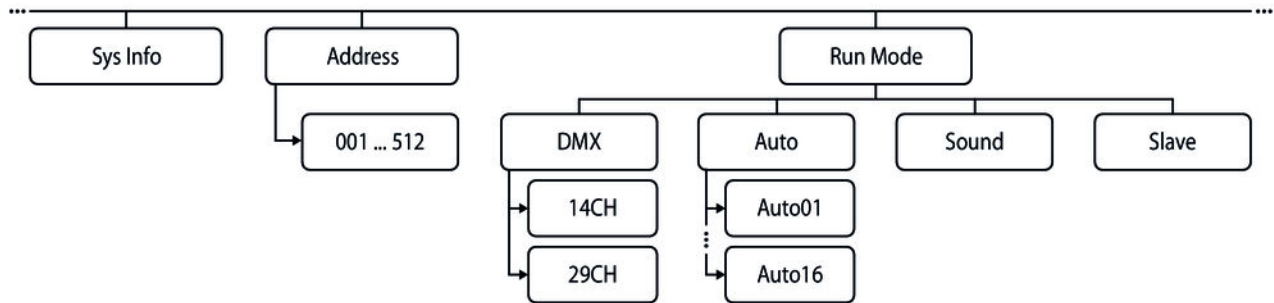 Sys Info
Address
Run Mode
001 ... 512
DMX
Auto
Sound
Slave
14CH
Auto01
29CH
Auto16